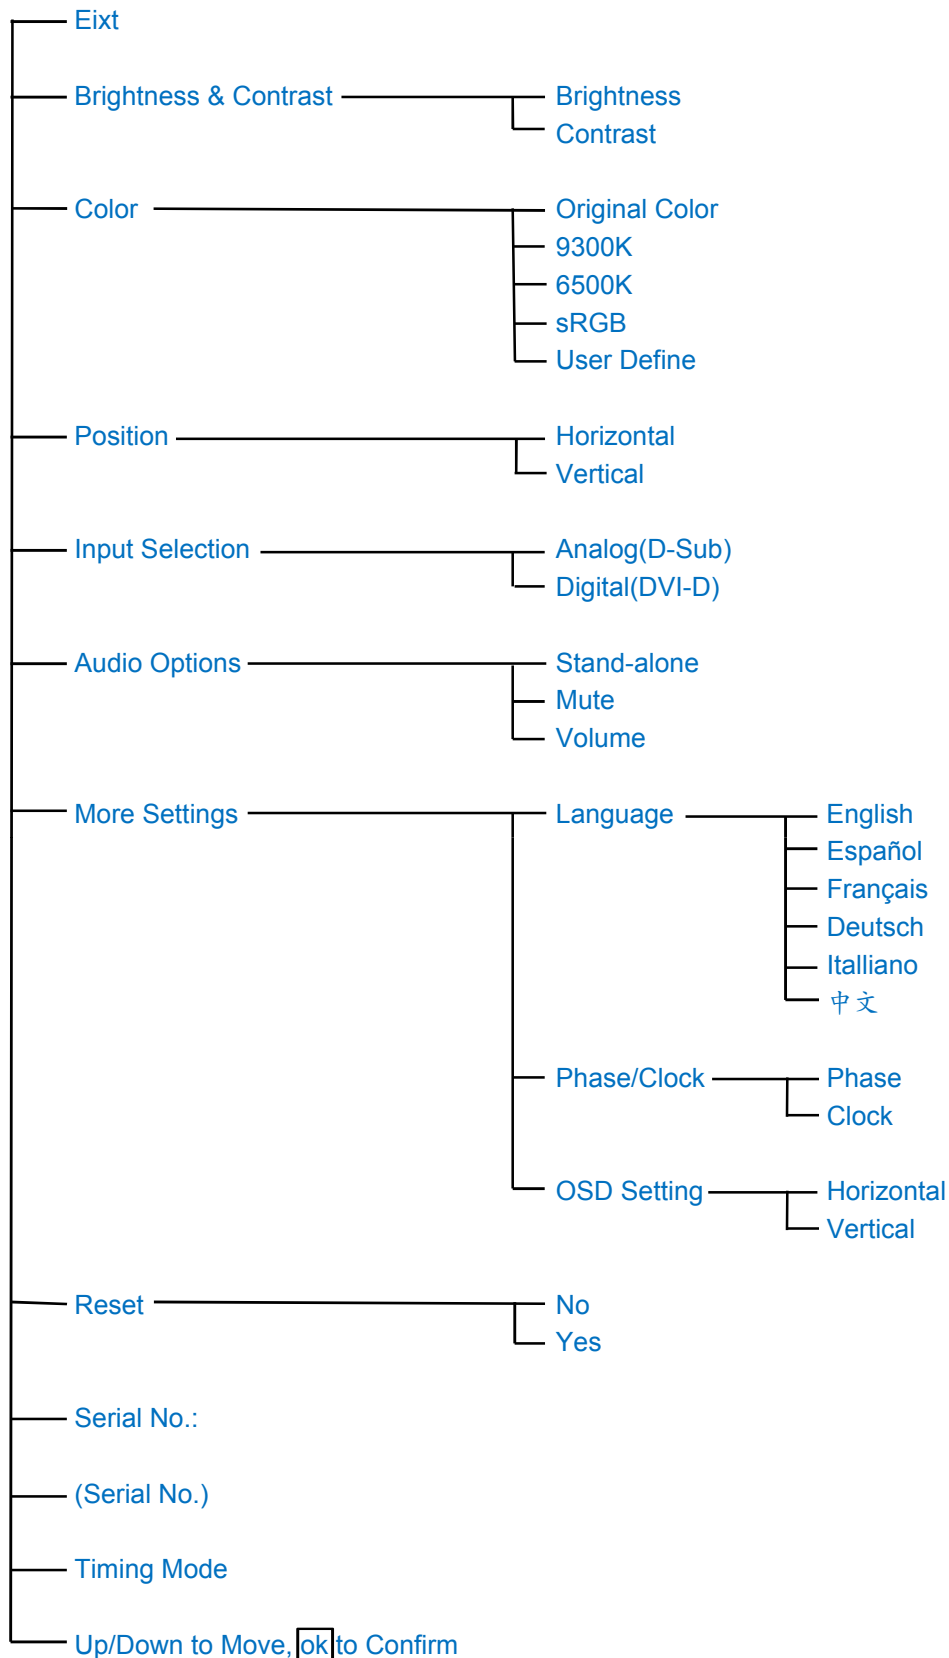 Eixt
Brightness & Contrast Brightness
Contrast
Color Original Color
9300K
6500K
sRGB
User Define
Position Horizontal
Vertical
Input Selection Analog(D-Sub)
Digital(DVI-D)
Audio Options Stand-alone
Mute
Volume
More Settings Language English
Español
Français
Deutsch
Italliano
中文
Phase/Clock Phase
Clock
OSD Setting Horizontal
Vertical
Reset No
Yes
Serial No.:
(Serial No.)
Timing Mode
Up/Down to Move, ok to Confirm